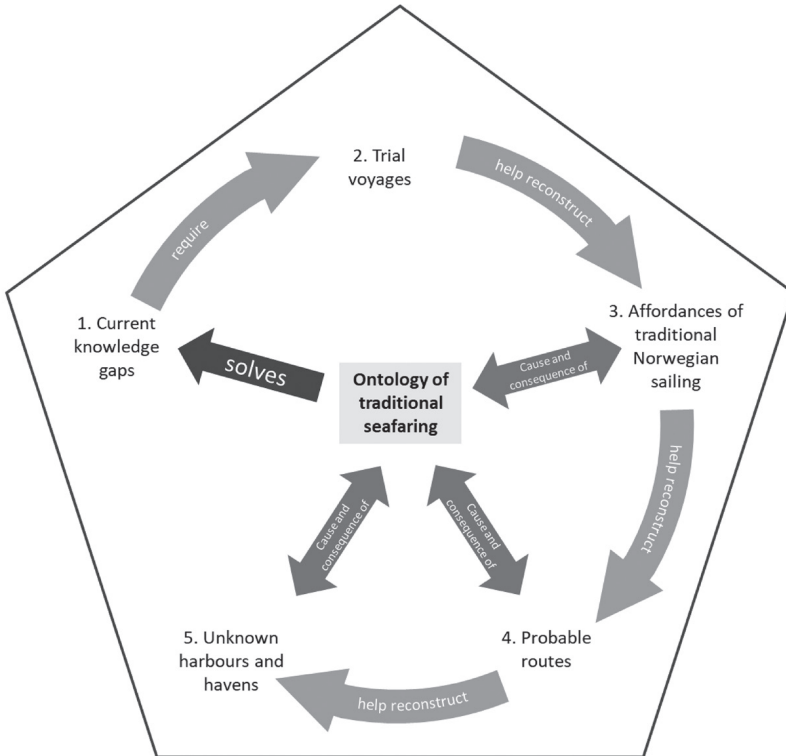 2. Trial
voyages
help reconstruct
require
3. Affordances of
traditional
Norwegian
sailing
1. Current
knowledge
gaps
solves
Cause and
consequence of
Ontology of
traditional
seafaring
help reconstruct
Cause and
consequence of
Cause and
consequence of
5. Unknown
harbours and
havens
4. Probable
routes
help reconstruct